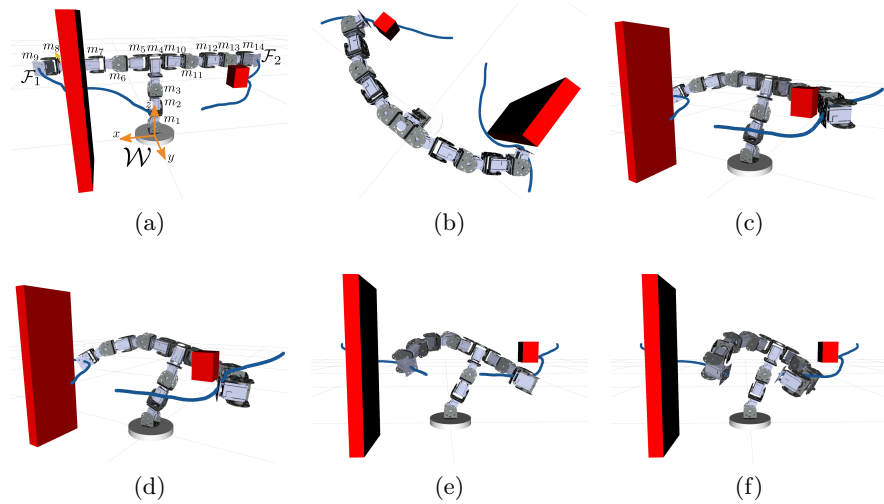 m₉ m₈ m₇ m₆ m₅ m₄ m₁₀ m₁₁ m₁₂ m₁₃ m₁₄
ℱ₁ ℱ₂
m₃
z m₂
m₁
x 𝒲 y
(a) (b) (c)
(d) (e) (f)